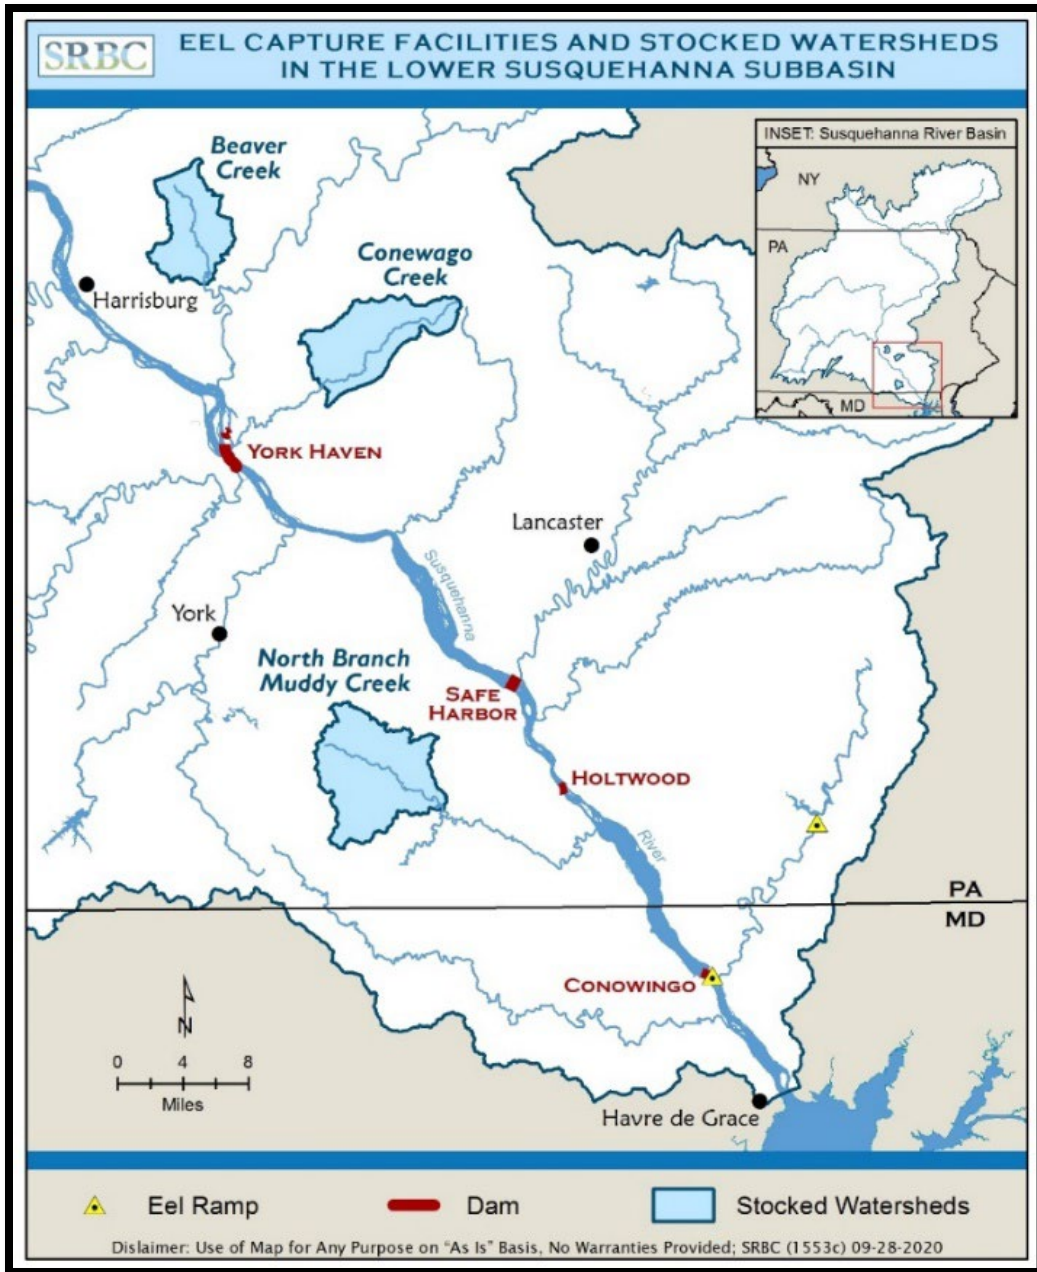 SRBC
EEL CAPTURE FACILITIES AND STOCKED WATERSHEDS
IN THE LOWER SUSQUEHANNA SUBBASIN
INSET: Susquehanna River Basin
NY
PA
MD
Beaver
Creek
Conewago
Creek
Harrisburg
YORK HAVEN
Lancaster
Susquehanna
York
North Branch
Muddy Creek
SAFE
HARBOR
HOLTWOOD
River
PA
MD
CONOWINGO
N
0 4 8
Miles
Havre de Grace
Eel Ramp
Dam
Stocked Watersheds
Dislaimer: Use of Map for Any Purpose on "As Is" Basis, No Warranties Provided; SRBC (1553c) 09-28-2020